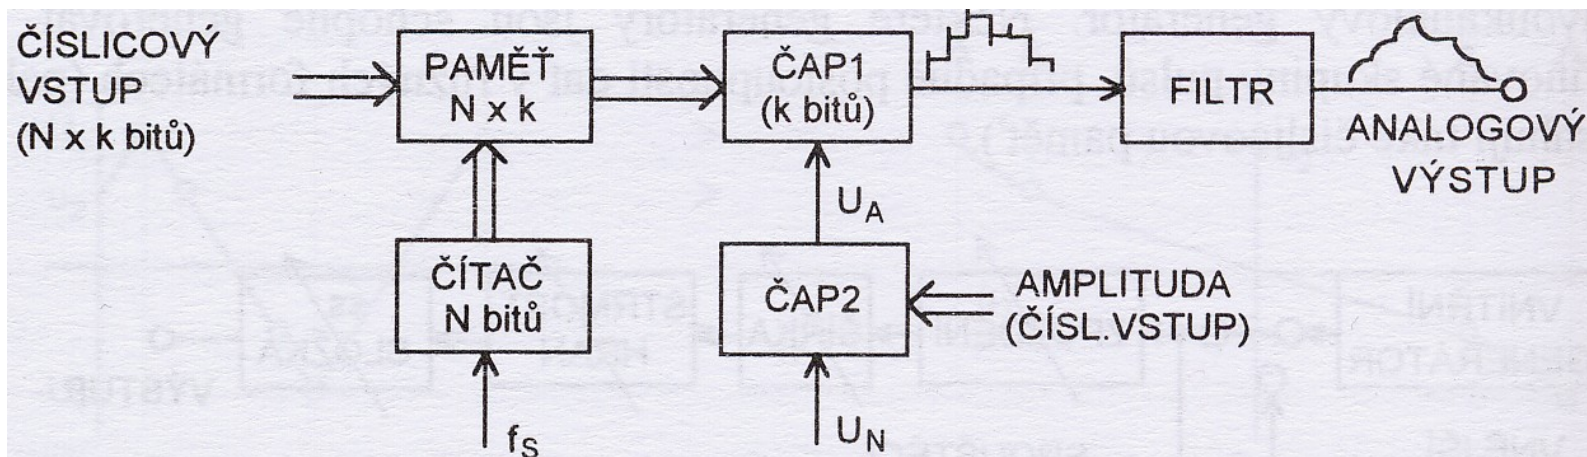 ČÍSLICOVÝ
VSTUP
(N x k bitů)
PAMĚŤ
N x k
ČAP1
(k bitů)
FILTR
ANALOGOVÝ
VÝSTUP
U_A
ČÍTAČ
N bitů
ČAP2
AMPLITUDA
(ČÍSL.VSTUP)
f_S
U_N